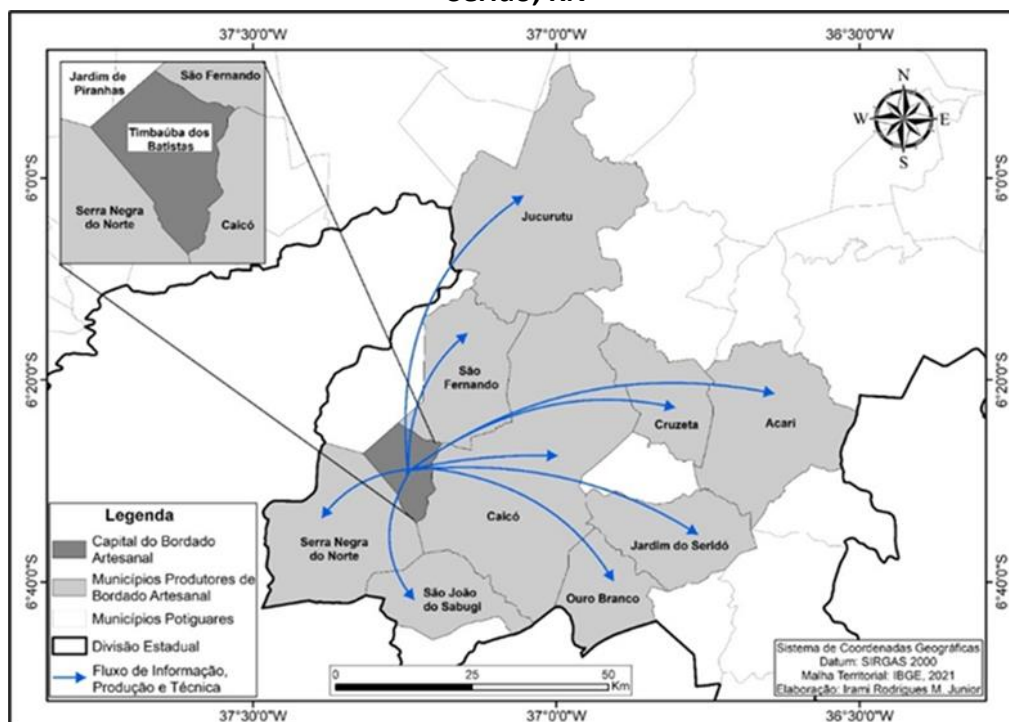 37°30'0"W
37°0'0"W
36°30'0"W
Jardim de
Piranhas
São Fernando
Timbaúba dos
Batistas
Serra Negra
do Norte
Caicó
N
W
E
S
6°0'0"S
6°0'0"S
Jucurutu
São
Fernando
6°20'0"S
6°20'0"S
Cruzeta
Acari
Caicó
Serra Negra
do Norte
Jardim do Seridó
São João
do Sabugi
Ouro Branco
6°40'0"S
6°40'0"S
Legenda
Capital do Bordado
Artesanal
Municípios Produtores de
Bordado Artesanal
Municípios Potiguares
Divisão Estadual
Fluxo de Informação,
Produção e Técnica
0
25
50
Km
Sistema de Coordenadas Geográficas
Datum: SIRGAS 2000
Malha Territorial: IBGE, 2021
Elaboração: Irami Rodrigues M. Junior
37°30'0"W
37°0'0"W
36°30'0"W